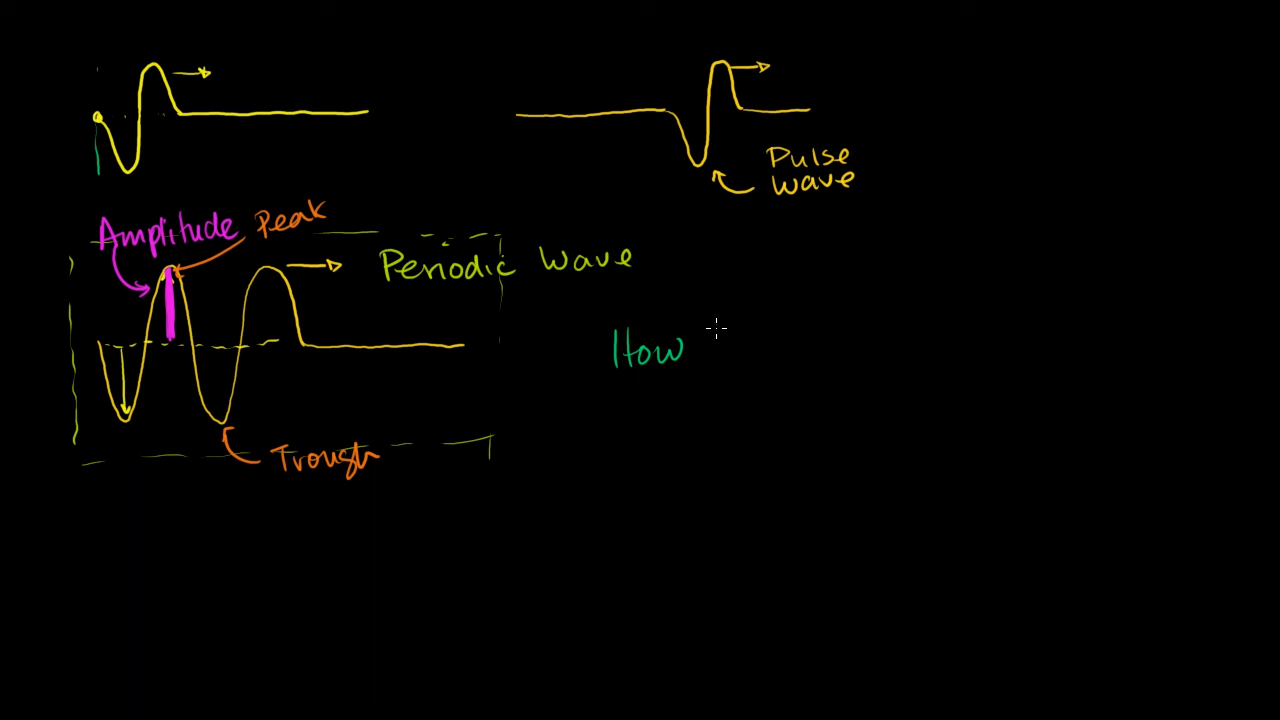 Pulse
wave
Amplitude
Peak
Periodic wave
How
Trough